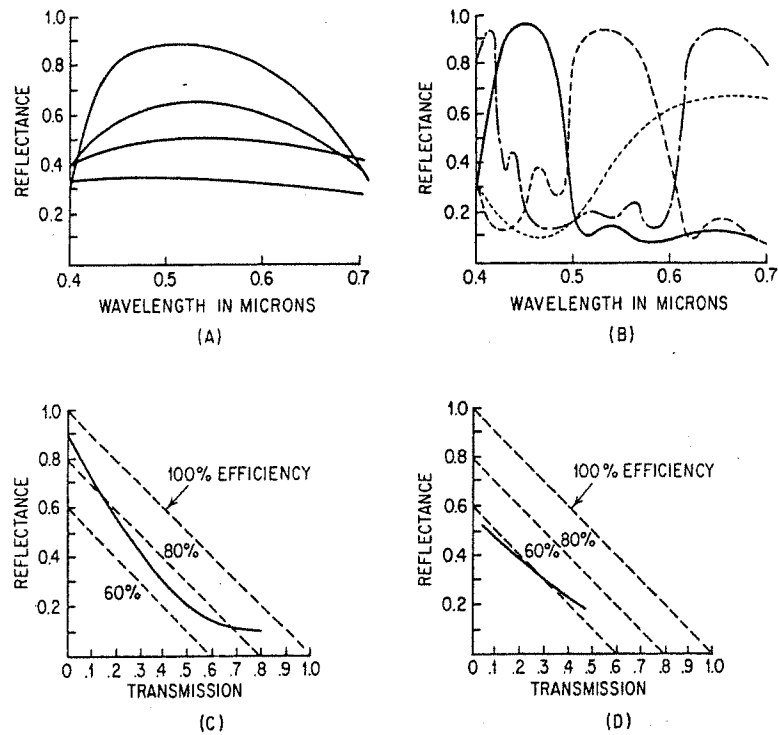 1.0
0.8
0.6
0.4
0.2
REFLECTANCE
0.4 0.5 0.6 0.7
WAVELENGTH IN MICRONS
(A)
1.0
0.8
0.6
0.4
0.2
REFLECTANCE
0.4 0.5 0.6 0.7
WAVELENGTH IN MICRONS
(B)
1.0
0.8
0.6
0.4
0.2
REFLECTANCE
100% EFFICIENCY
80%
60%
0 .1 .2 .3 .4 .5 .6 .7 .8 .9 1.0
TRANSMISSION
(C)
1.0
0.8
0.6
0.4
0.2
REFLECTANCE
100% EFFICIENCY
60% 80%
0 .1 .2 .3 .4 .5 .6 .7 .8 .9 1.0
TRANSMISSION
(D)